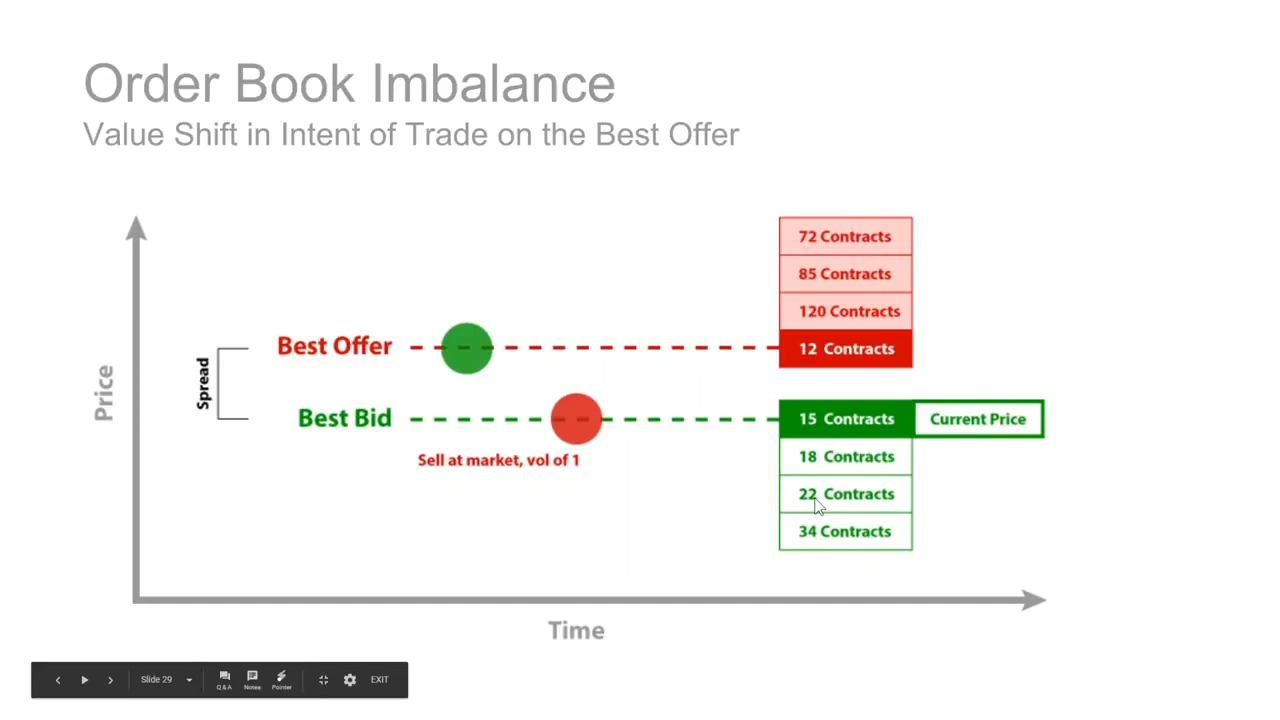 Order Book Imbalance
Value Shift in Intent of Trade on the Best Offer
Price
Spread
Best Offer
Best Bid
Sell at market, vol of 1
72 Contracts
85 Contracts
120 Contracts
12 Contracts
15 Contracts
Current Price
18 Contracts
22 Contracts
34 Contracts
Time
Slide 29
Q&A
Notes
Pointer
EXIT